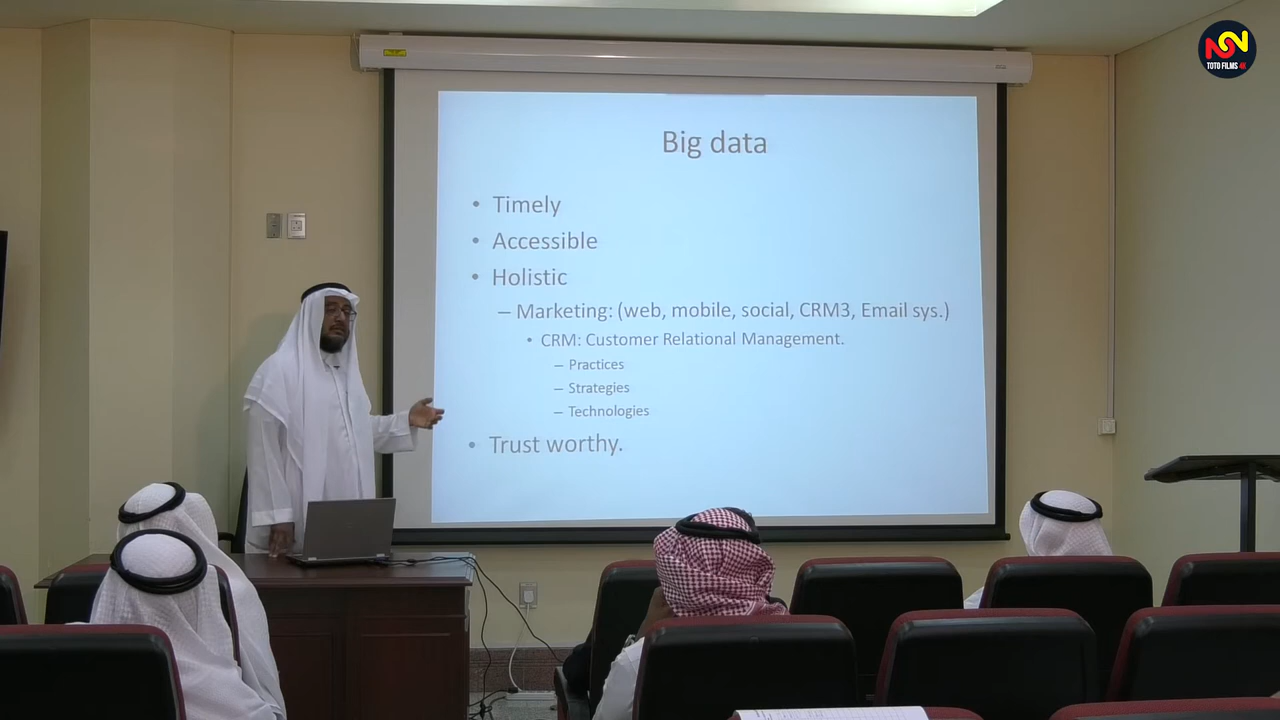 TOTO FILMS 4K
Big data
• Timely
• Accessible
• Holistic
– Marketing: (web, mobile, social, CRM3, Email sys.)
• CRM: Customer Relational Management.
– Practices
– Strategies
– Technologies
• Trust worthy.